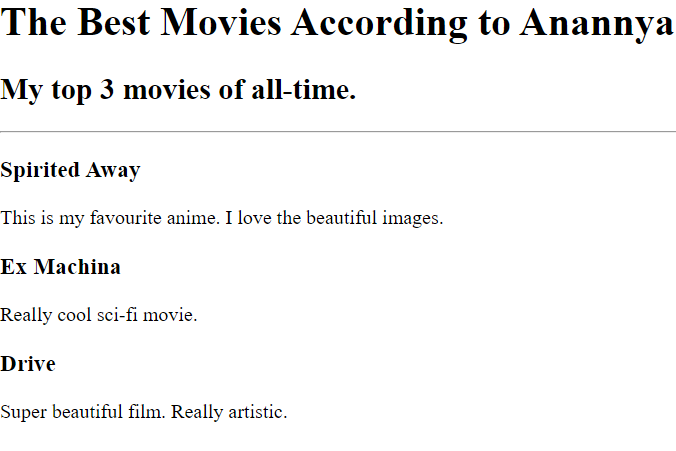 The Best Movies According to Anannya
My top 3 movies of all-time.
Spirited Away
This is my favourite anime. I love the beautiful images.
Ex Machina
Really cool sci-fi movie.
Drive
Super beautiful film. Really artistic.